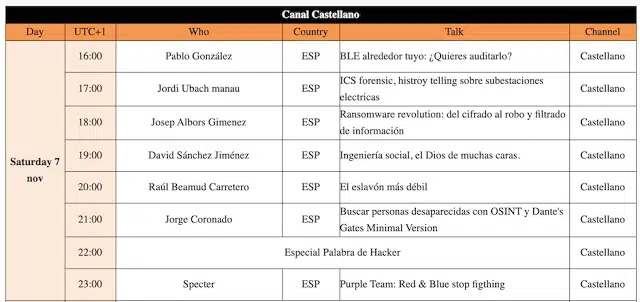 Canal Castellano
Day UTC+1 Who Country Talk Channel
Saturday 7
nov
16:00 Pablo González ESP BLE alrededor tuyo: ¿Quieres auditarlo? Castellano
17:00 Jordi Ubach manau ESP ICS forensic, histroy telling sobre subestaciones
electricas Castellano
18:00 Josep Albors Gimenez ESP Ransomware revolution: del cifrado al robo y filtrado
de información Castellano
19:00 David Sánchez Jiménez ESP Ingeniería social, el Dios de muchas caras. Castellano
20:00 Raúl Beamud Carretero ESP El eslavón más débil Castellano
21:00 Jorge Coronado ESP Buscar personas desaparecidas con OSINT y Dante's
Gates Minimal Version Castellano
22:00 Especial Palabra de Hacker Castellano
23:00 Specter ESP Purple Team: Red & Blue stop figthing Castellano